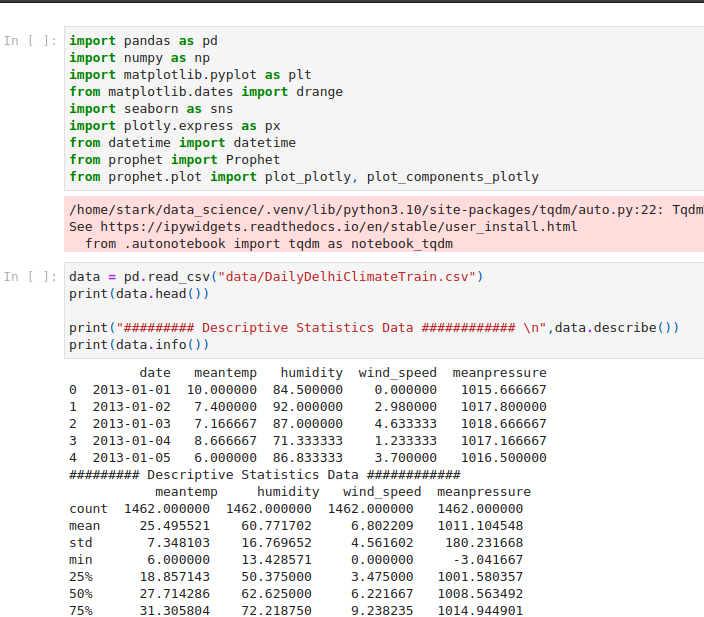 In [ ]: import pandas as pd
import numpy as np
import matplotlib.pyplot as plt
from matplotlib.dates import drange
import seaborn as sns
import plotly.express as px
from datetime import datetime
from prophet import Prophet
from prophet.plot import plot_plotly, plot_components_plotly
/home/stark/data_science/.venv/lib/python3.10/site-packages/tqdm/auto.py:22: Tqdm
See https://ipywidgets.readthedocs.io/en/stable/user_install.html
from .autonotebook import tqdm as notebook_tqdm
In [ ]: data = pd.read_csv("data/DailyDelhiClimateTrain.csv")
print(data.head())
print("######### Descriptive Statistics Data ############ \n",data.describe())
print(data.info())
date meantemp humidity wind_speed meanpressure
0 2013-01-01 10.000000 84.500000 0.000000 1015.666667
1 2013-01-02 7.400000 92.000000 2.980000 1017.800000
2 2013-01-03 7.166667 87.000000 4.633333 1018.666667
3 2013-01-04 8.666667 71.333333 1.233333 1017.166667
4 2013-01-05 6.000000 86.833333 3.700000 1016.500000
######### Descriptive Statistics Data ############
meantemp humidity wind_speed meanpressure
count 1462.000000 1462.000000 1462.000000 1462.000000
mean 25.495521 60.771702 6.802209 1011.104548
std 7.348103 16.769652 4.561602 180.231668
min 6.000000 13.428571 0.000000 -3.041667
25% 18.857143 50.375000 3.475000 1001.580357
50% 27.714286 62.625000 6.221667 1008.563492
75% 31.305804 72.218750 9.238235 1014.944901